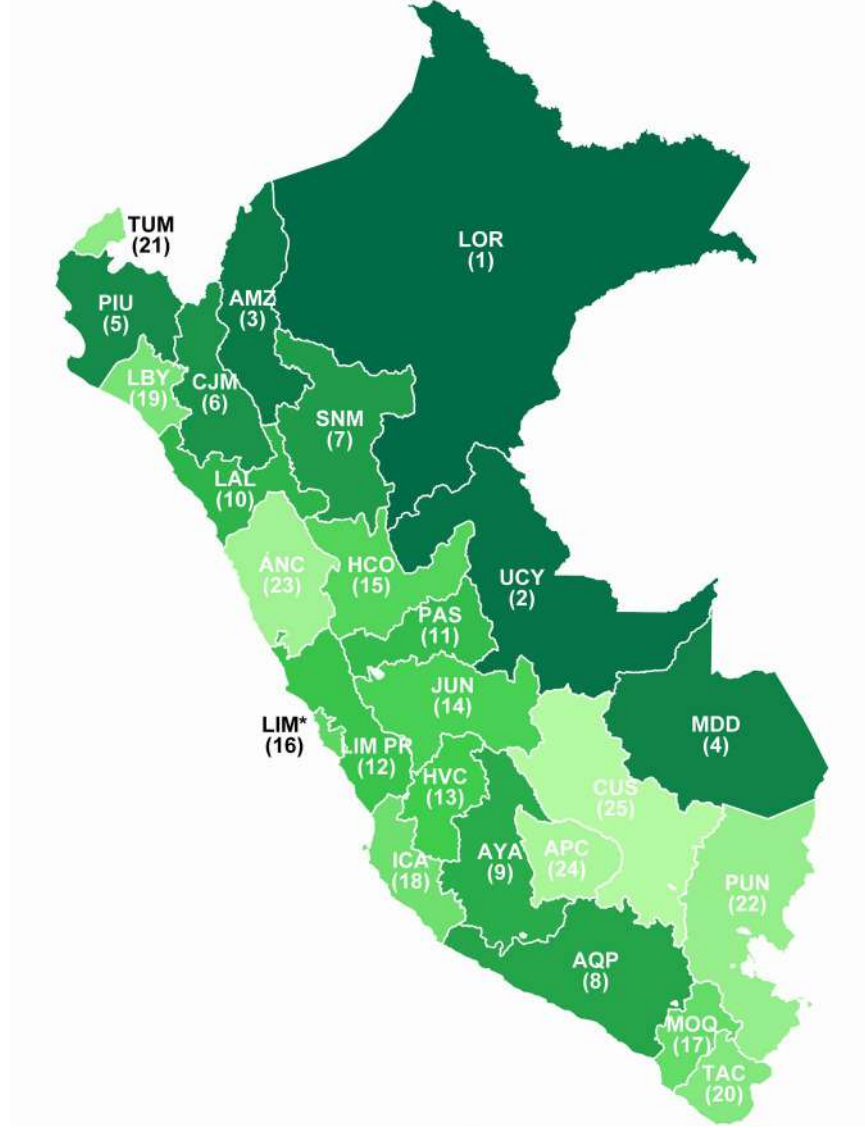 TUM
(21)
LOR
(1)
AMZ
(3)
PIU
(5)
LBY
(19)
CJM
(6)
SNM
(7)
LAL
(10)
ÁNC
(23)
HCO
(15)
UCY
(2)
PAS
(11)
JUN
(14)
LIM*
(16)
LIM PR
(12)
MDD
(4)
HVC
(13)
CUS
(25)
ICA
(18)
AYA
(9)
APC
(24)
PUN
(22)
AQP
(8)
MOQ
(17)
TAC
(20)